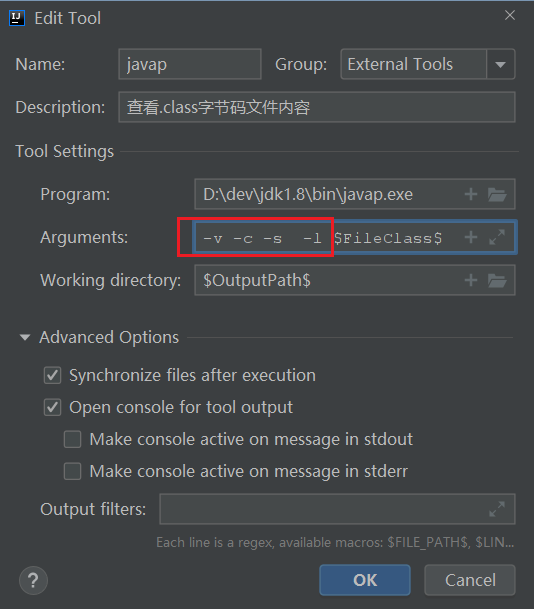 IJ Edit Tool
Name: javap Group: External Tools
Description: 查看.class字节码文件内容
Tool Settings
Program: D:\dev\jdk1.8\bin\javap.exe
Arguments: -v -c -s  -l $FileClass$
Working directory: $OutputPath$
Advanced Options
Synchronize files after execution
Open console for tool output
Make console active on message in stdout
Make console active on message in stderr
Output filters:
Each line is a regex, available macros: $FILE_PATH$, $LIN...
? OK Cancel